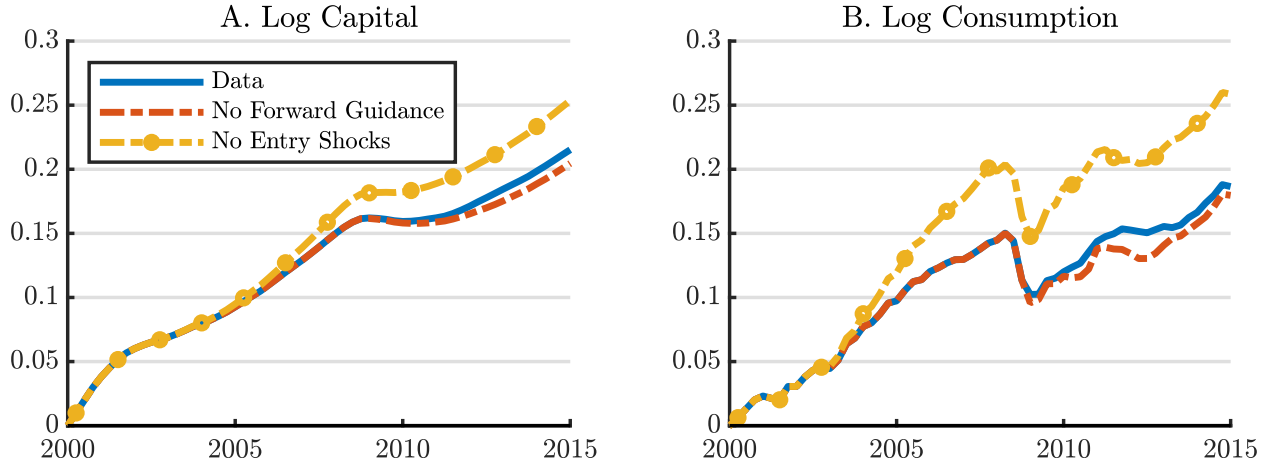 A. Log Capital
0.3
0.25
0.2
0.15
0.1
0.05
0
2000 2005 2010 2015
Data
No Forward Guidance
No Entry Shocks
B. Log Consumption
0.3
0.25
0.2
0.15
0.1
0.05
0
2000 2005 2010 2015